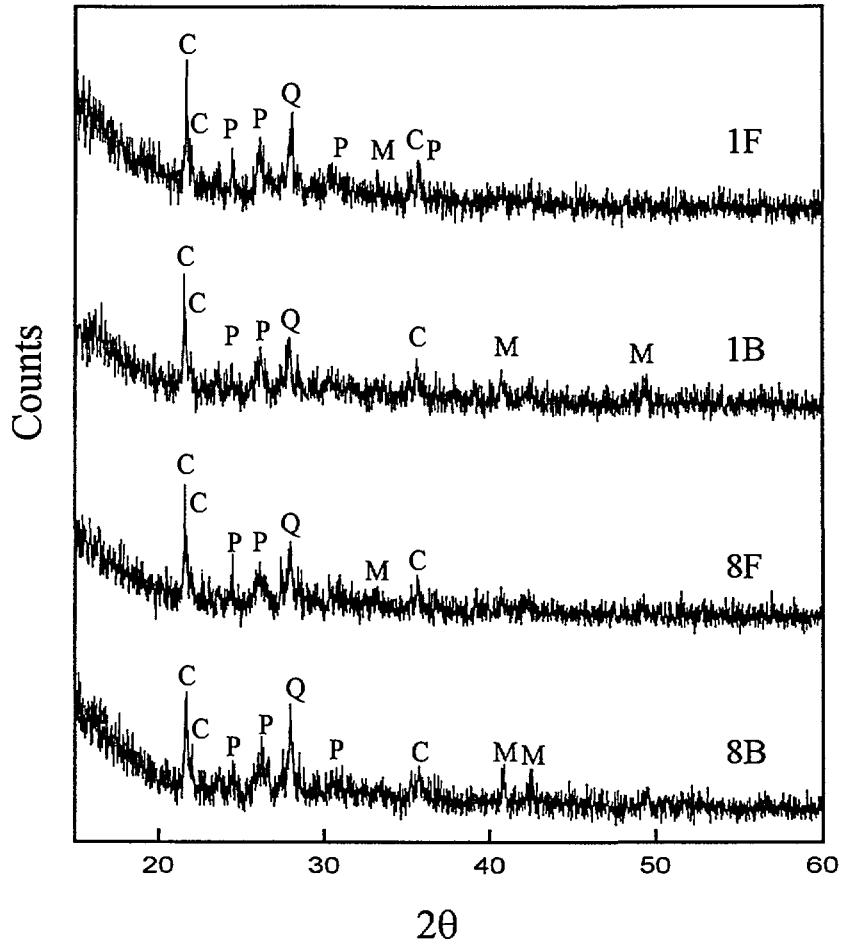 C
C P P Q P M C P 1F
C
C P P Q C M M 1B
C
C P P Q M C 8F
C
C P P Q P C M M 8B
Counts
20 30 40 50 60
2θ